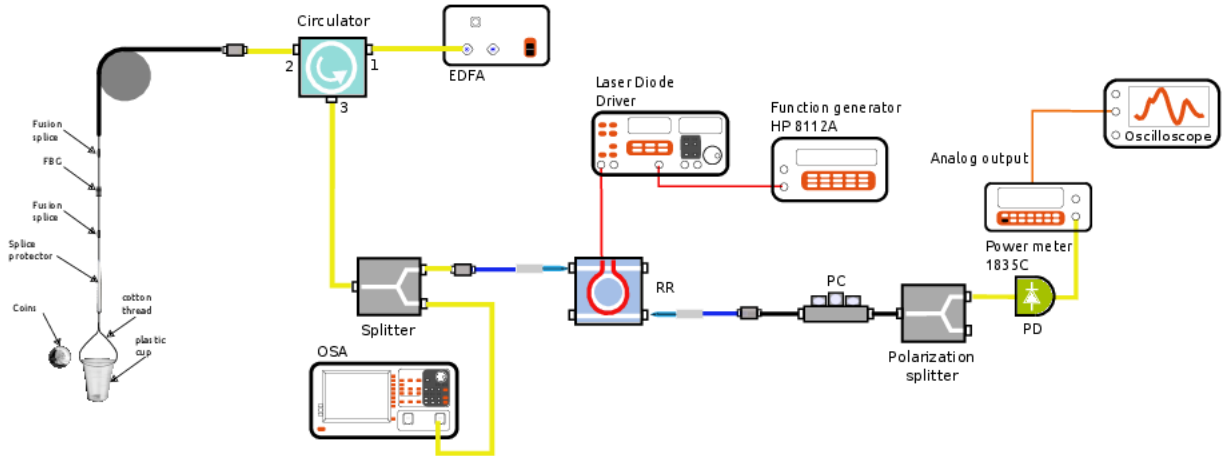 Circulator
2
1
3
EDFA
Laser Diode
Driver
Function generator
HP 8112A
Oscilloscope
Analog output
Power meter
1835C
PD
Fusion
splice
FBG
Fusion
splice
Splice
protector
Coins
cotton
thread
plastic
cup
Splitter
OSA
RR
PC
Polarization
splitter